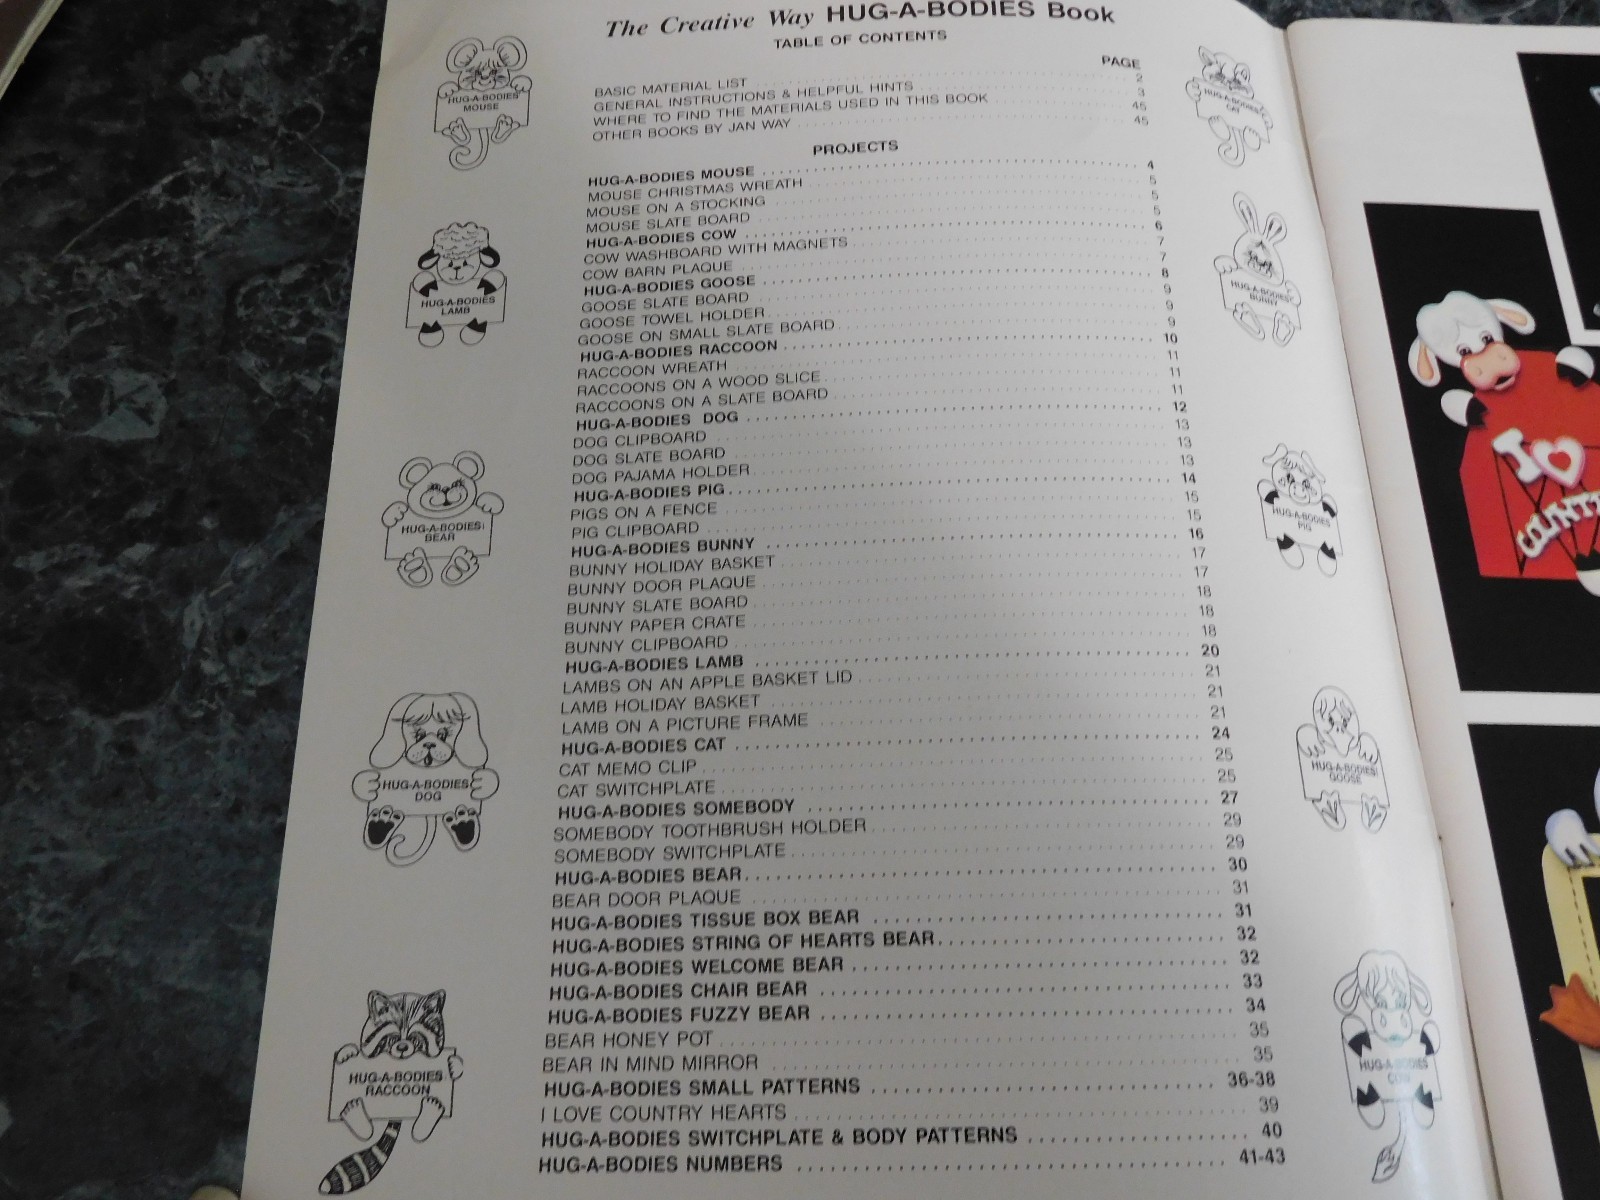 The Creative Way HUG-A-BODIES Book
TABLE OF CONTENTS
PAGE
BASIC MATERIAL LIST 2
GENERAL INSTRUCTIONS & HELPFUL HINTS 3
WHERE TO FIND THE MATERIALS USED IN THIS BOOK 45
OTHER BOOKS BY JAN WAY 45
PROJECTS
HUG-A-BODIES MOUSE 4
MOUSE CHRISTMAS WREATH 5
MOUSE ON A STOCKING 5
MOUSE SLATE BOARD 5
HUG-A-BODIES COW 6
COW WASHBOARD WITH MAGNETS 7
COW BARN PLAQUE 7
HUG-A-BODIES GOOSE 8
GOOSE SLATE BOARD 9
GOOSE TOWEL HOLDER 9
GOOSE ON SMALL SLATE BOARD 9
HUG-A-BODIES RACCOON 10
RACCOON WREATH 11
RACCOONS ON A WOOD SLICE 11
RACCOONS ON A SLATE BOARD 11
HUG-A-BODIES DOG 12
DOG CLIPBOARD 13
DOG SLATE BOARD 13
DOG PAJAMA HOLDER 13
HUG-A-BODIES PIG 14
PIGS ON A FENCE 15
PIG CLIPBOARD 15
HUG-A-BODIES BUNNY 16
BUNNY HOLIDAY BASKET 17
BUNNY DOOR PLAQUE 17
BUNNY SLATE BOARD 18
BUNNY PAPER CRATE 18
BUNNY CLIPBOARD 18
HUG-A-BODIES LAMB 20
LAMBS ON AN APPLE BASKET LID 21
LAMB HOLIDAY BASKET 21
LAMB ON A PICTURE FRAME 21
HUG-A-BODIES CAT 24
CAT MEMO CLIP 25
CAT SWITCHPLATE 25
HUG-A-BODIES SOMEBODY 27
SOMEBODY TOOTHBRUSH HOLDER 29
SOMEBODY SWITCHPLATE 29
HUG-A-BODIES BEAR 30
BEAR DOOR PLAQUE 31
HUG-A-BODIES TISSUE BOX BEAR 31
HUG-A-BODIES STRING OF HEARTS BEAR 32
HUG-A-BODIES WELCOME BEAR 32
HUG-A-BODIES CHAIR BEAR 33
HUG-A-BODIES FUZZY BEAR 34
BEAR HONEY POT 35
BEAR IN MIND MIRROR 35
HUG-A-BODIES SMALL PATTERNS 36-38
I LOVE COUNTRY HEARTS 39
HUG-A-BODIES SWITCHPLATE & BODY PATTERNS 40
HUG-A-BODIES NUMBERS 41-43
HUG-A-BODIES
MOUSE
HUG-A-BODIES
LAMB
HUG-A-BODIES
BEAR
HUG-A-BODIES
DOG
HUG-A-BODIES
RACCOON
HUG-A-BODIES
CAT
HUG-A-BODIES
BUNNY
HUG-A-BODIES
PIG
HUG-A-BODIES
GOOSE
HUG-A-BODIES
COW
I